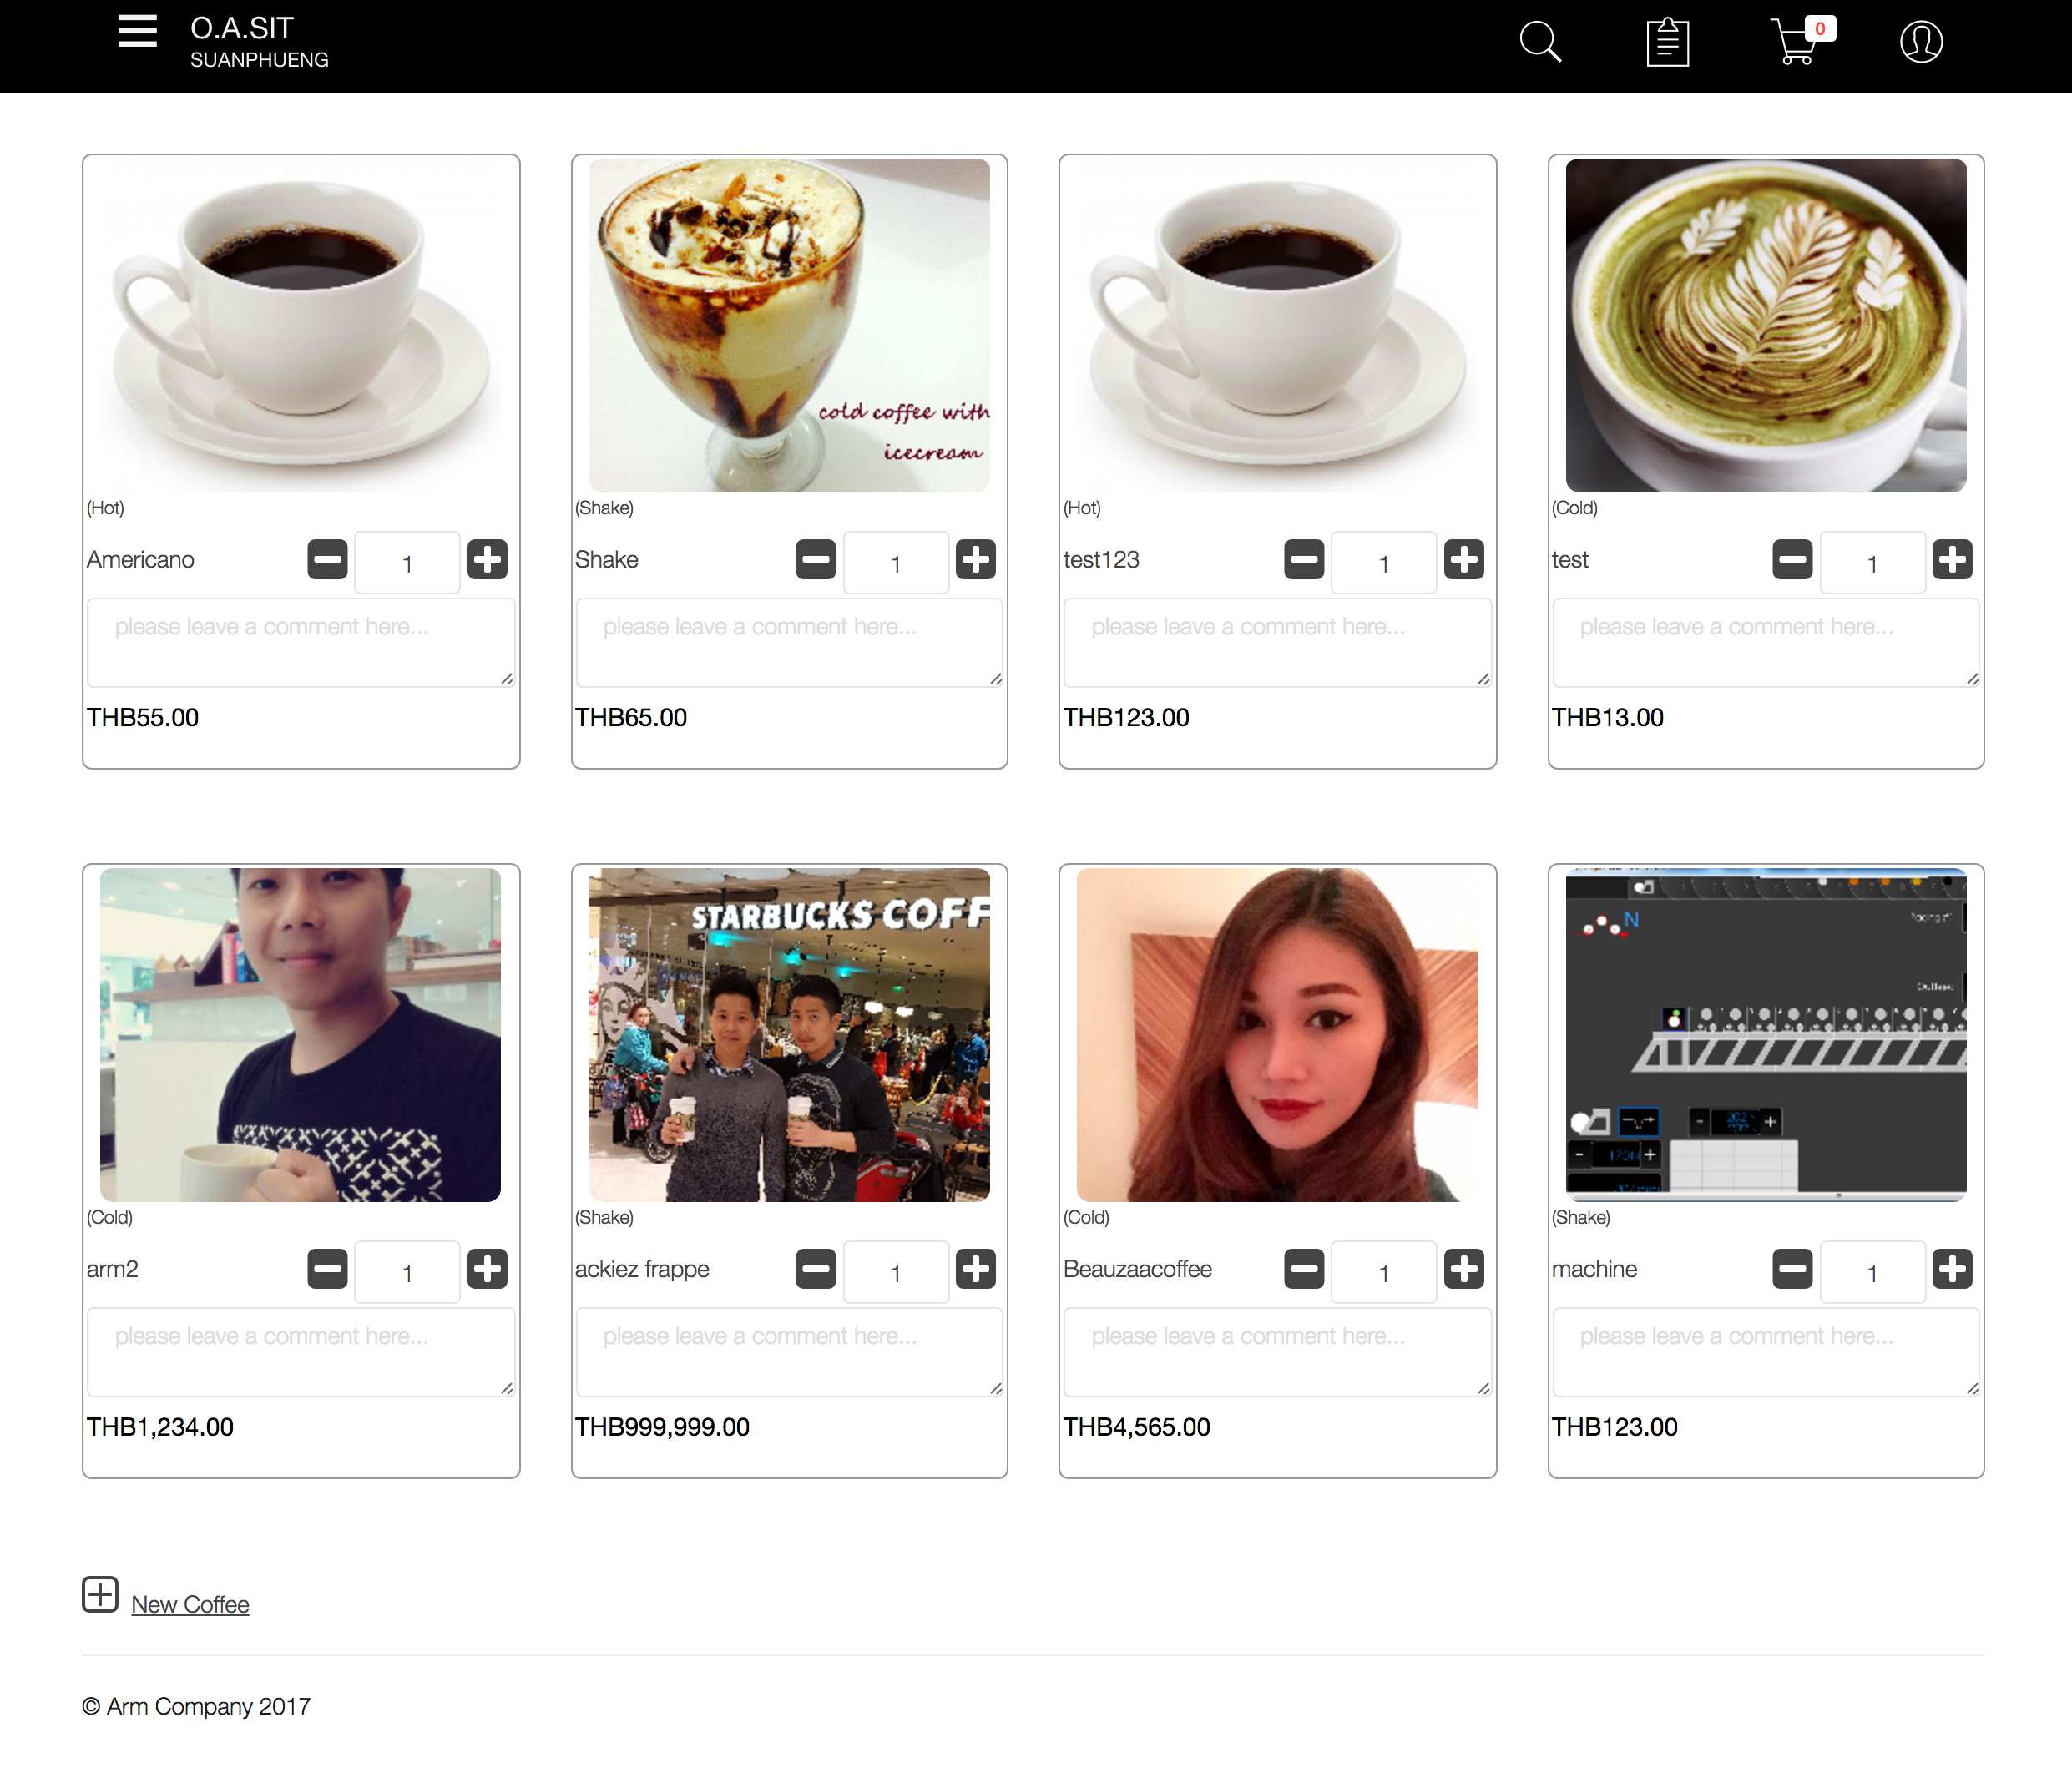 O.A.SIT
SUANPHUENG
0
cold coffee with
icecream
(Hot)
(Shake)
(Hot)
(Cold)
Americano
1
Shake
1
test123
1
test
1
please leave a comment here...
please leave a comment here...
please leave a comment here...
please leave a comment here...
THB55.00
THB65.00
THB123.00
THB13.00
STARBUCKS COFF
N
(Cold)
(Shake)
(Cold)
(Shake)
arm2
1
ackiez frappe
1
Beauzaacoffee
1
machine
1
please leave a comment here...
please leave a comment here...
please leave a comment here...
please leave a comment here...
THB1,234.00
THB999,999.00
THB4,565.00
THB123.00
New Coffee
© Arm Company 2017